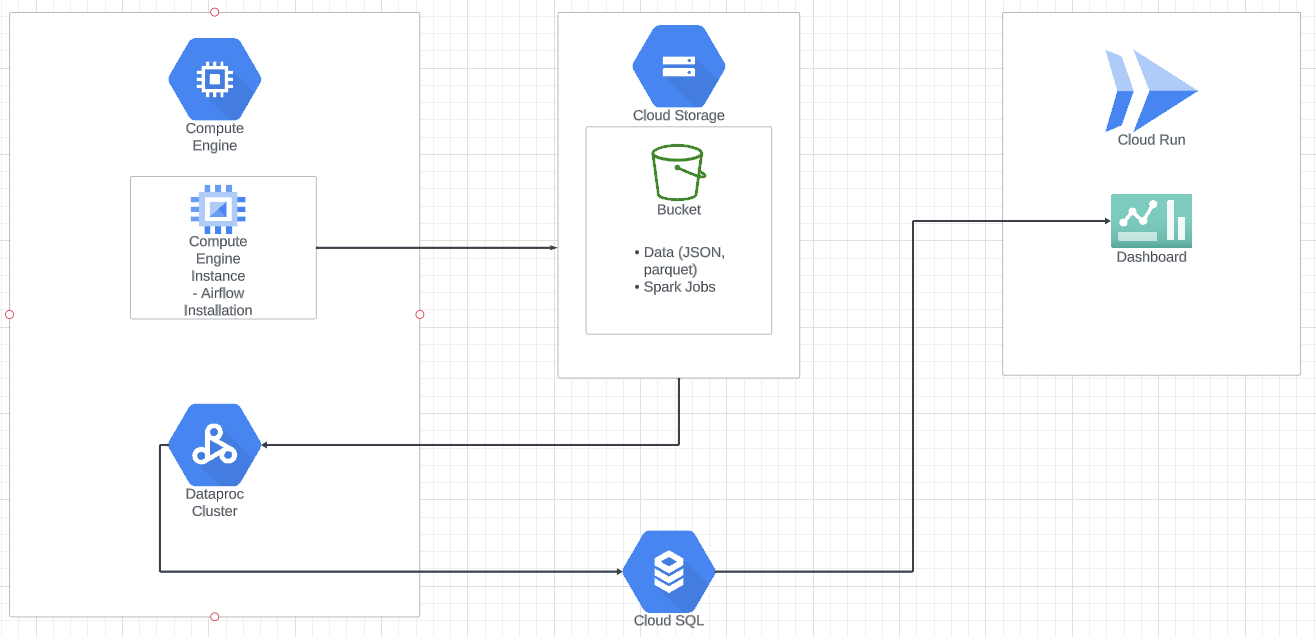 Compute
Engine
Compute
Engine
Instance
- Airflow
Installation
Dataproc
Cluster
Cloud Storage
Bucket
• Data (JSON,
parquet)
• Spark Jobs
Cloud SQL
Cloud Run
Dashboard